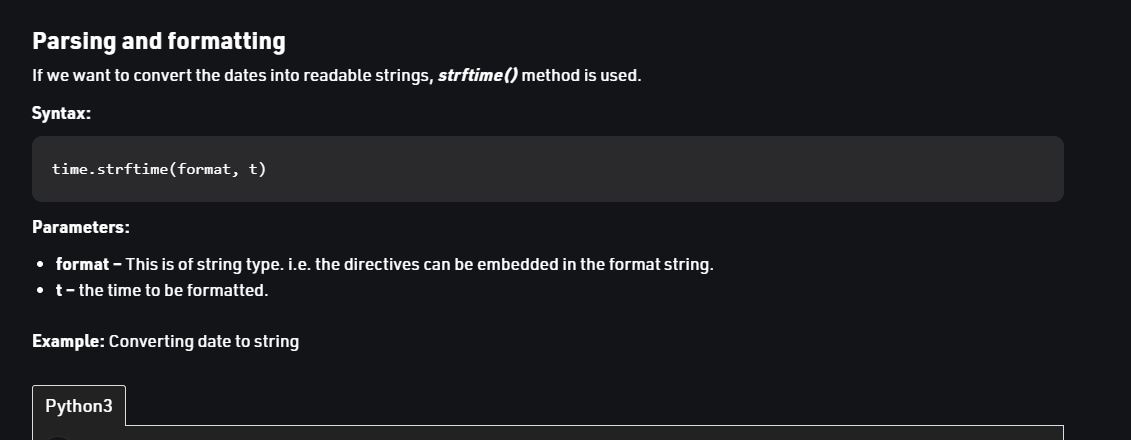 Parsing and formatting
If we want to convert the dates into readable strings, strftime() method is used.
Syntax:
time.strftime(format, t)
Parameters:
• format – This is of string type. i.e. the directives can be embedded in the format string.
• t – the time to be formatted.
Example: Converting date to string
Python3